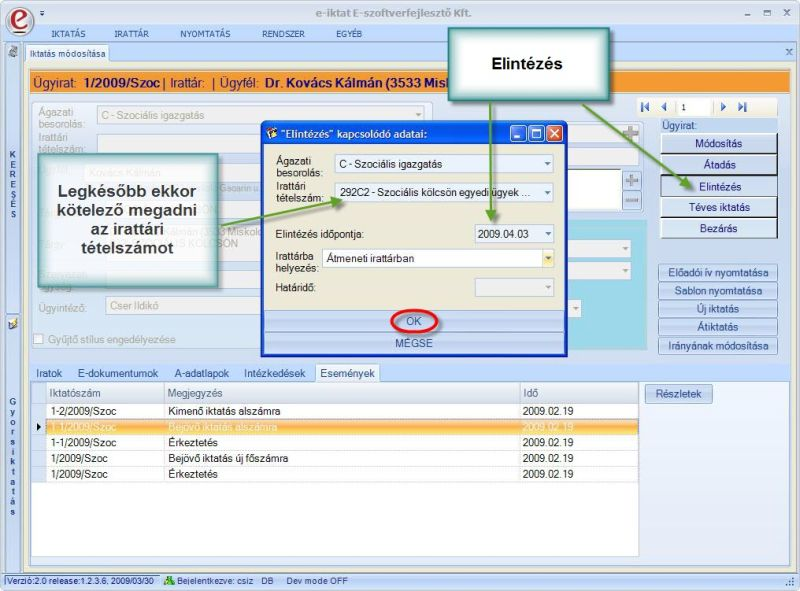 e-iktat E-szoftverfejlesztő Kft.
IKTATÁS IRATTÁR NYOMTATÁS RENDSZER EGYÉB
Iktatás módosítása
Ügyirat: 1/2009/Szoc | Irattár: | Ügyfél: Dr. Kovács Kálmán (3533 Misk
Elintézés
Ágazati besorolás:
C - Szociális igazgatás
Irattári tételszám:
1
Ügyirat:
Módosítás
Átadás
Elintézés
Téves iktatás
Bezárás
KERESÉS
Legkésőbb ekkor
kötelező megadni
az irattári
tételszámot
"Elintézés" kapcsolódó adatai:
Ágazati besorolás:
C - Szociális igazgatás
Irattári tételszám:
292C2 - Szociális kölcsön egyedi ügyek ...
Elintézés időpontja:
2009.04.03
Irattárba helyezés:
Átmeneti irattárban
Határidő:
OK
MÉGSE
Kovács Kálmán
KÖLCSÖN
Ügyintéző:
Cser Ildikó
Gyűjtő stílus engedélyezése
Előadói ív nyomtatása
Sablon nyomtatása
Új iktatás
Átiktatás
Irányának módosítása
Gyorsiktatás
Iratok E-dokumentumok A-adatlapok Intézkedések Események
Iktatószám Megjegyzés Idő
1-2/2009/Szoc Kimenő iktatás alszámra 2009.02.19
1-1/2009/Szoc Bejövő iktatás alszámra 2009.02.19
1-1/2009/Szoc Érkeztetés 2009.02.19
1/2009/Szoc Bejövő iktatás új főszámra 2009.02.19
1/2009/Szoc Érkeztetés 2009.02.19
Részletek
Verzió:2.0 release:1.2.3.6, 2009/03/30 Bejelentkezve: csiz DB Dev mode OFF